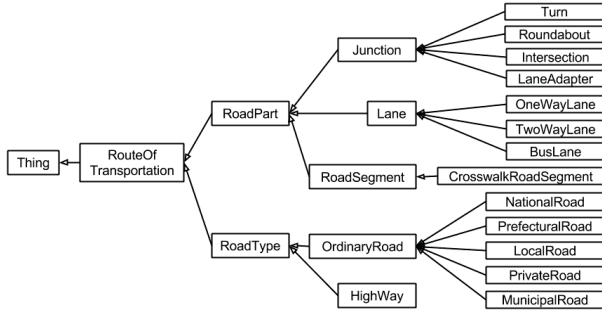 Thing
RouteOf
Transportation
RoadPart
RoadType
Junction
Lane
RoadSegment
OrdinaryRoad
HighWay
Turn
Roundabout
Intersection
LaneAdapter
OneWayLane
TwoWayLane
BusLane
CrosswalkRoadSegment
NationalRoad
PrefecturalRoad
LocalRoad
PrivateRoad
MunicipalRoad